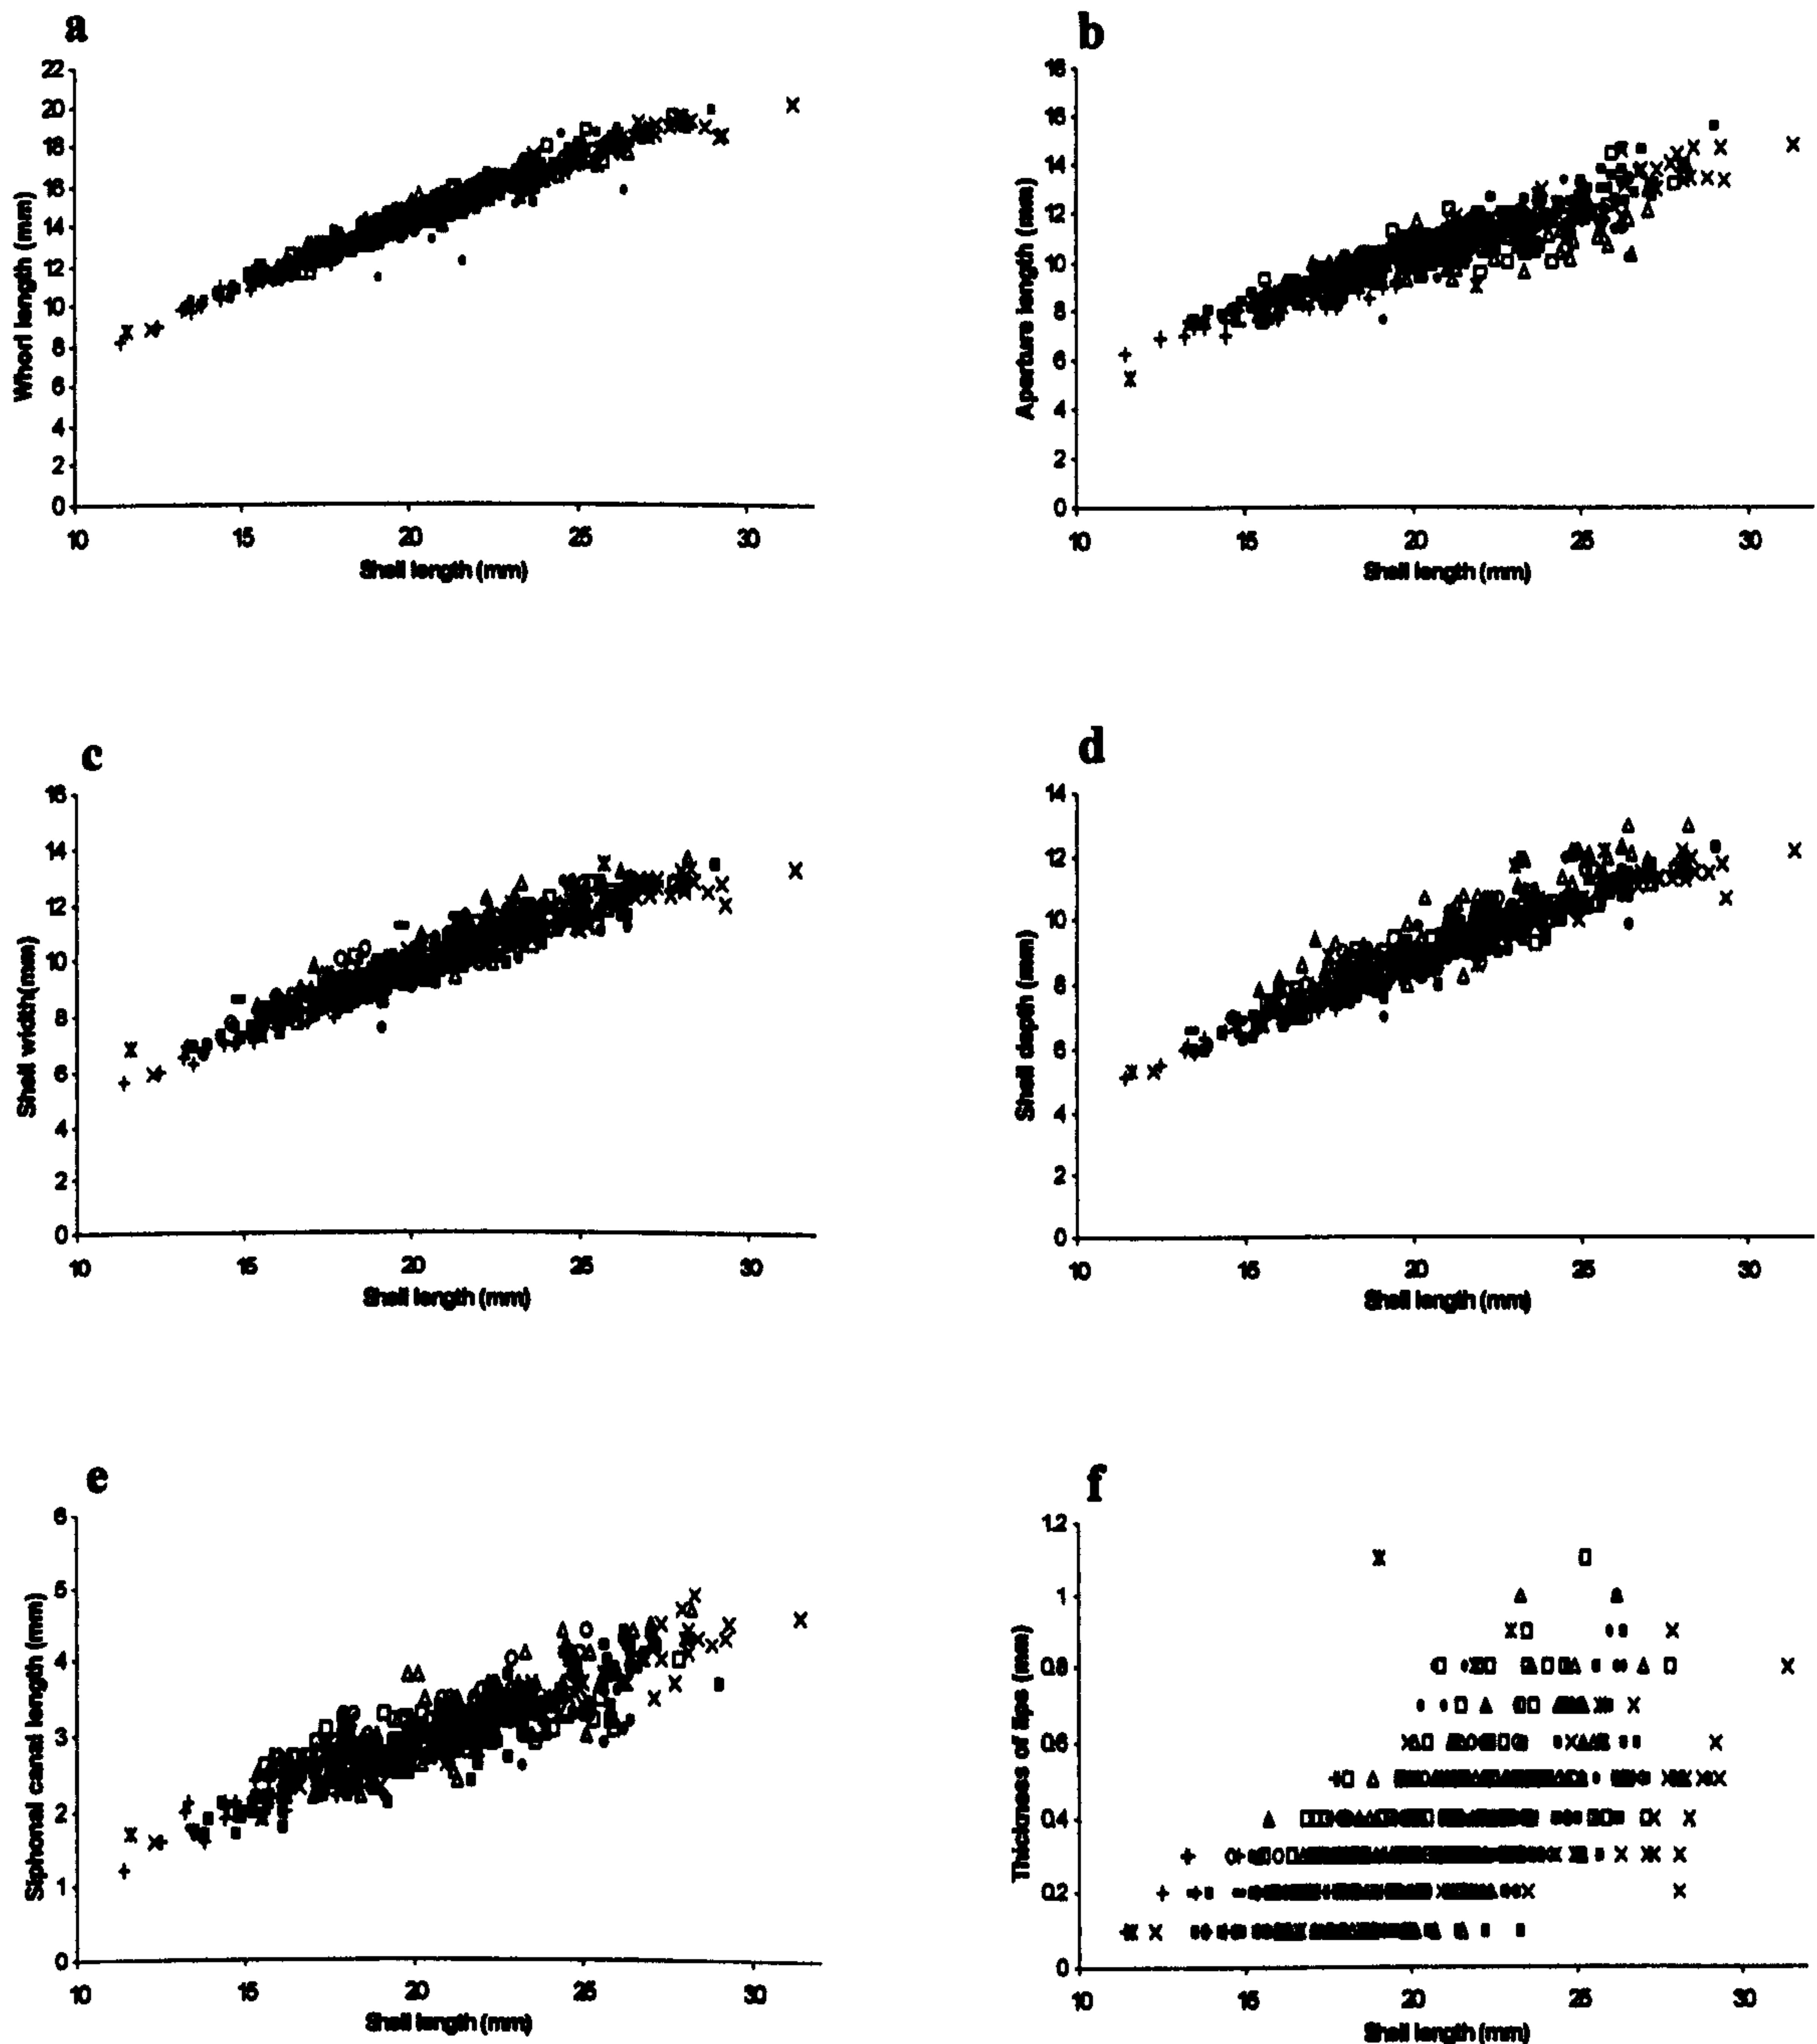 a
22
20
18
16
14
12
10
8
6
4
2
0
Whorl length (mm)
10 15 20 25 30
Shell length (mm)
b
18
16
14
12
10
8
6
4
2
0
Aperture length (mm)
10 15 20 25 30
Shell length (mm)
c
16
14
12
10
8
6
4
2
0
Shell width(mm)
10 15 20 25 30
Shell length (mm)
d
14
12
10
8
6
4
2
0
Shell depth (mm)
10 15 20 25 30
Shell length (mm)
e
6
5
4
3
2
1
0
Siphonal canal length (mm)
10 15 20 25 30
Shell length (mm)
f
1.2
1
0.8
0.6
0.4
0.2
0
Thickness of lips (mm)
10 15 20 25 30
Shell length (mm)